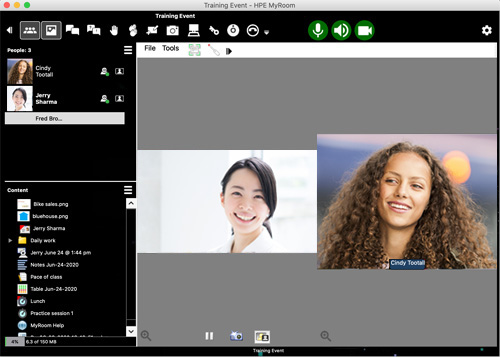 Training Event - HPE MyRoom
Training Event
People: 3
File Tools
Cindy
Tootall
Jerry
Sharma
Fred Bro...
Content
Bike sales.png
bluehouse.png
Jerry Sharma
Daily work
Jerry June 24 @ 1:44 pm
Notes Jun-24-2020
Pace of class
Table Jun-24-2020
Lunch
Practice session 1
MyRoom Help
Cindy Tootall
4% 6.3 of 150 MB
Training Event